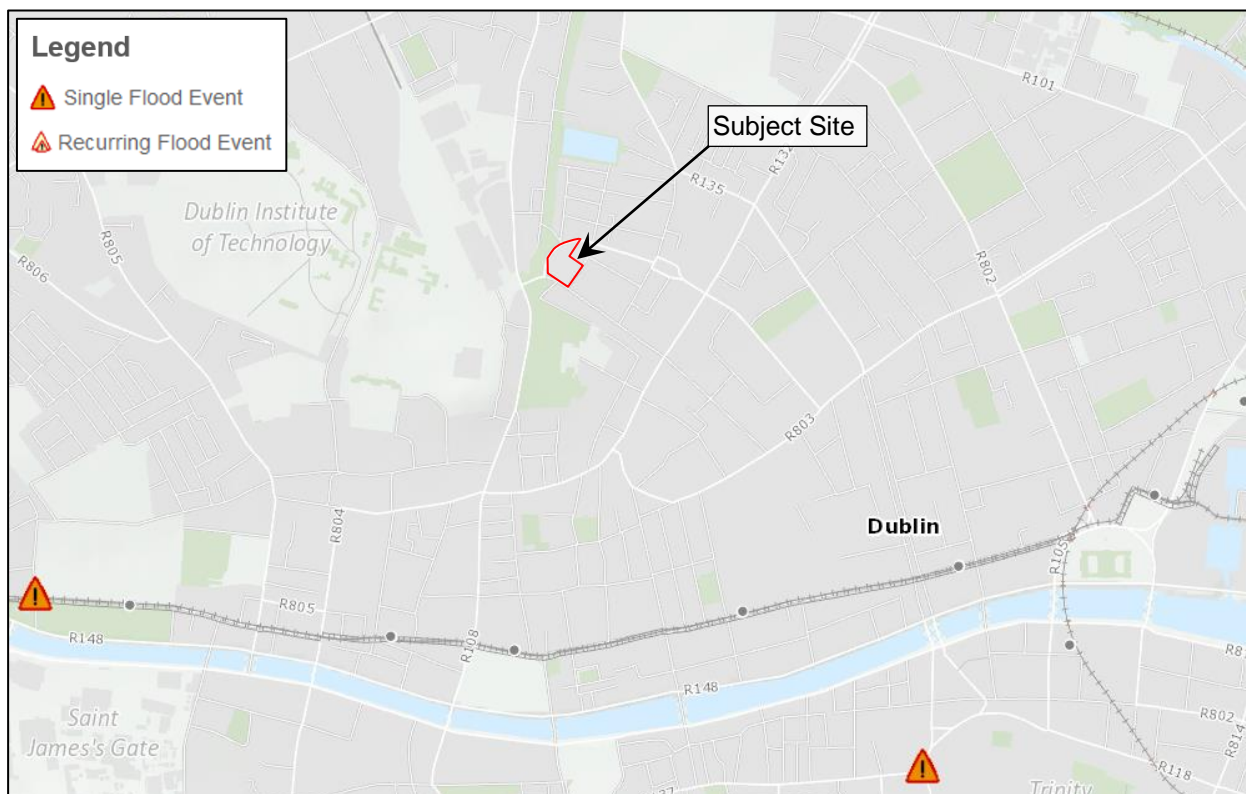 Legend
Single Flood Event
Recurring Flood Event
Subject Site
R101
R132
R135
Dublin Institute
of Technology
R805
R806
R802
R803
R804
Dublin
R105
R805
R108
R148
R148
Saint
James's Gate
R802
R814
R118
Trinity